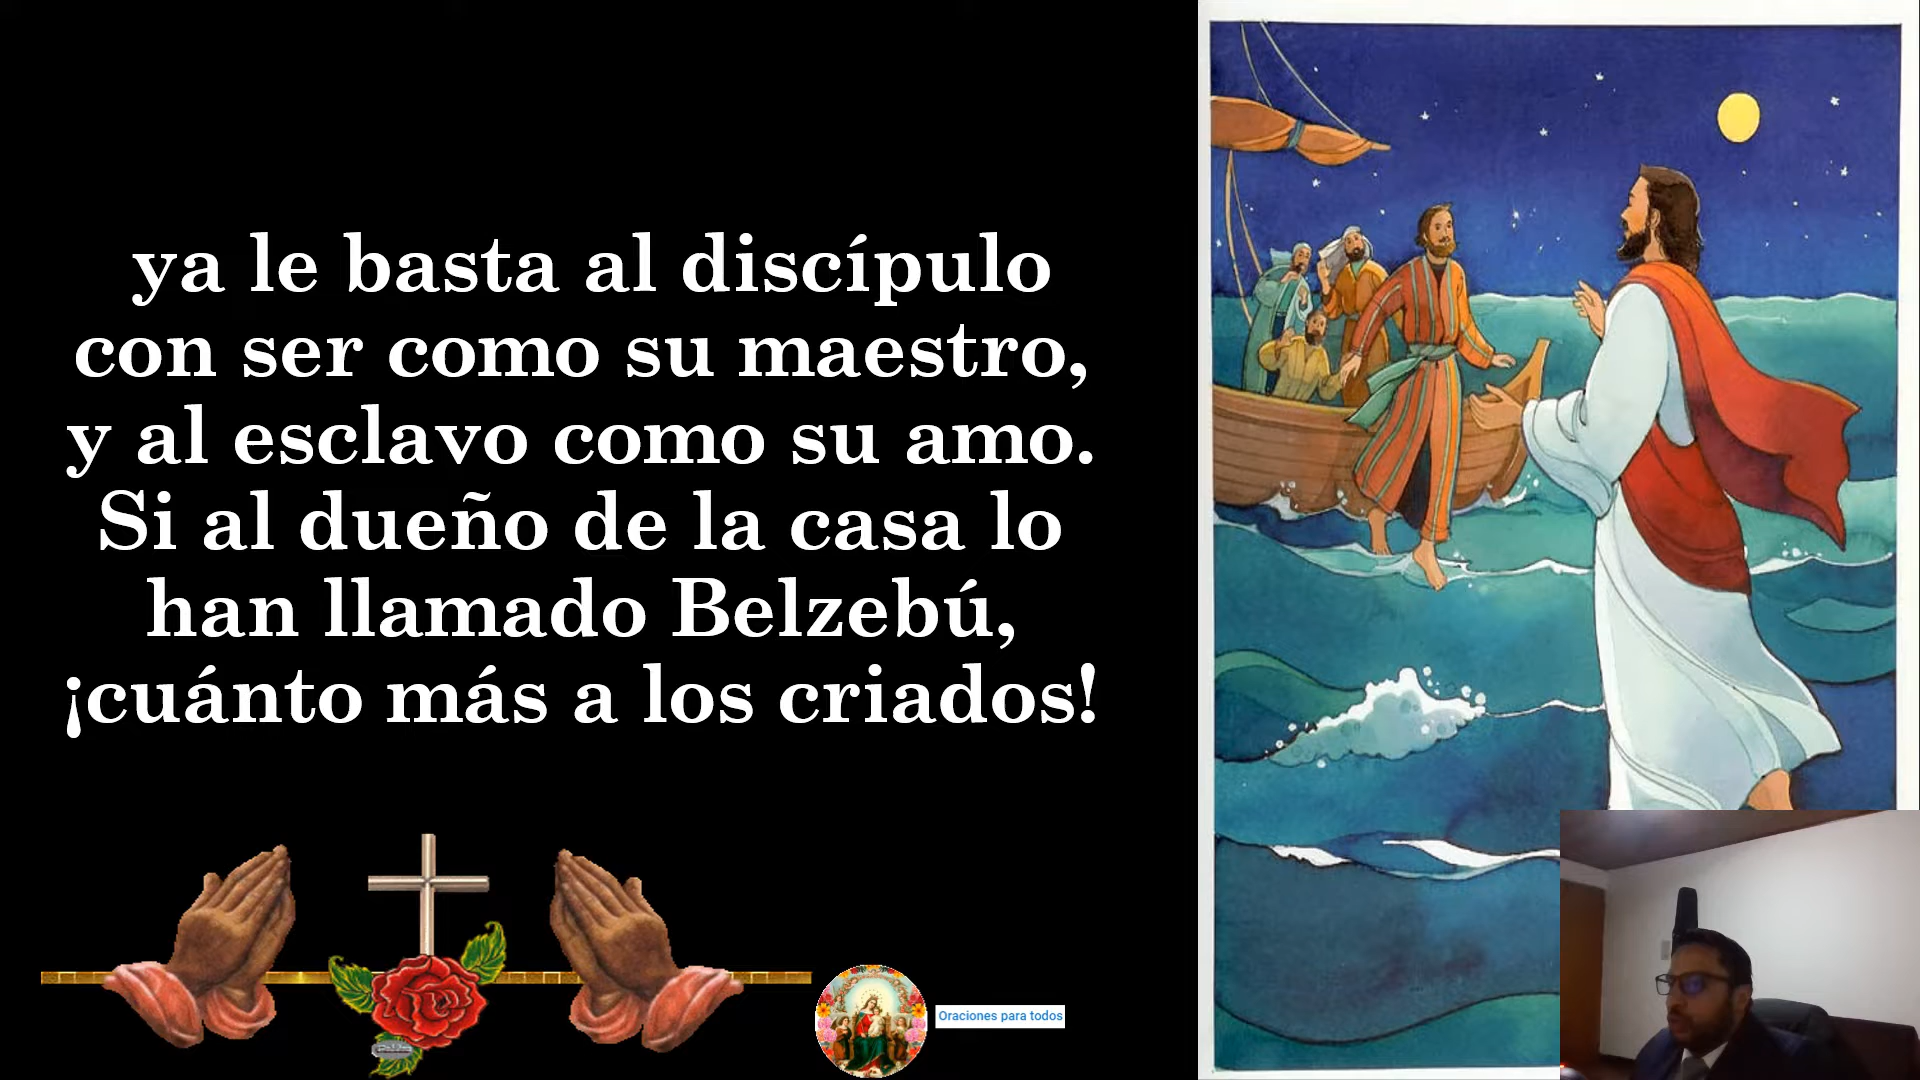 ya le basta al discípulo
con ser como su maestro,
y al esclavo como su amo.
Si al dueño de la casa lo
han llamado Belzebú,
¡cuánto más a los criados!
Oraciones para todos